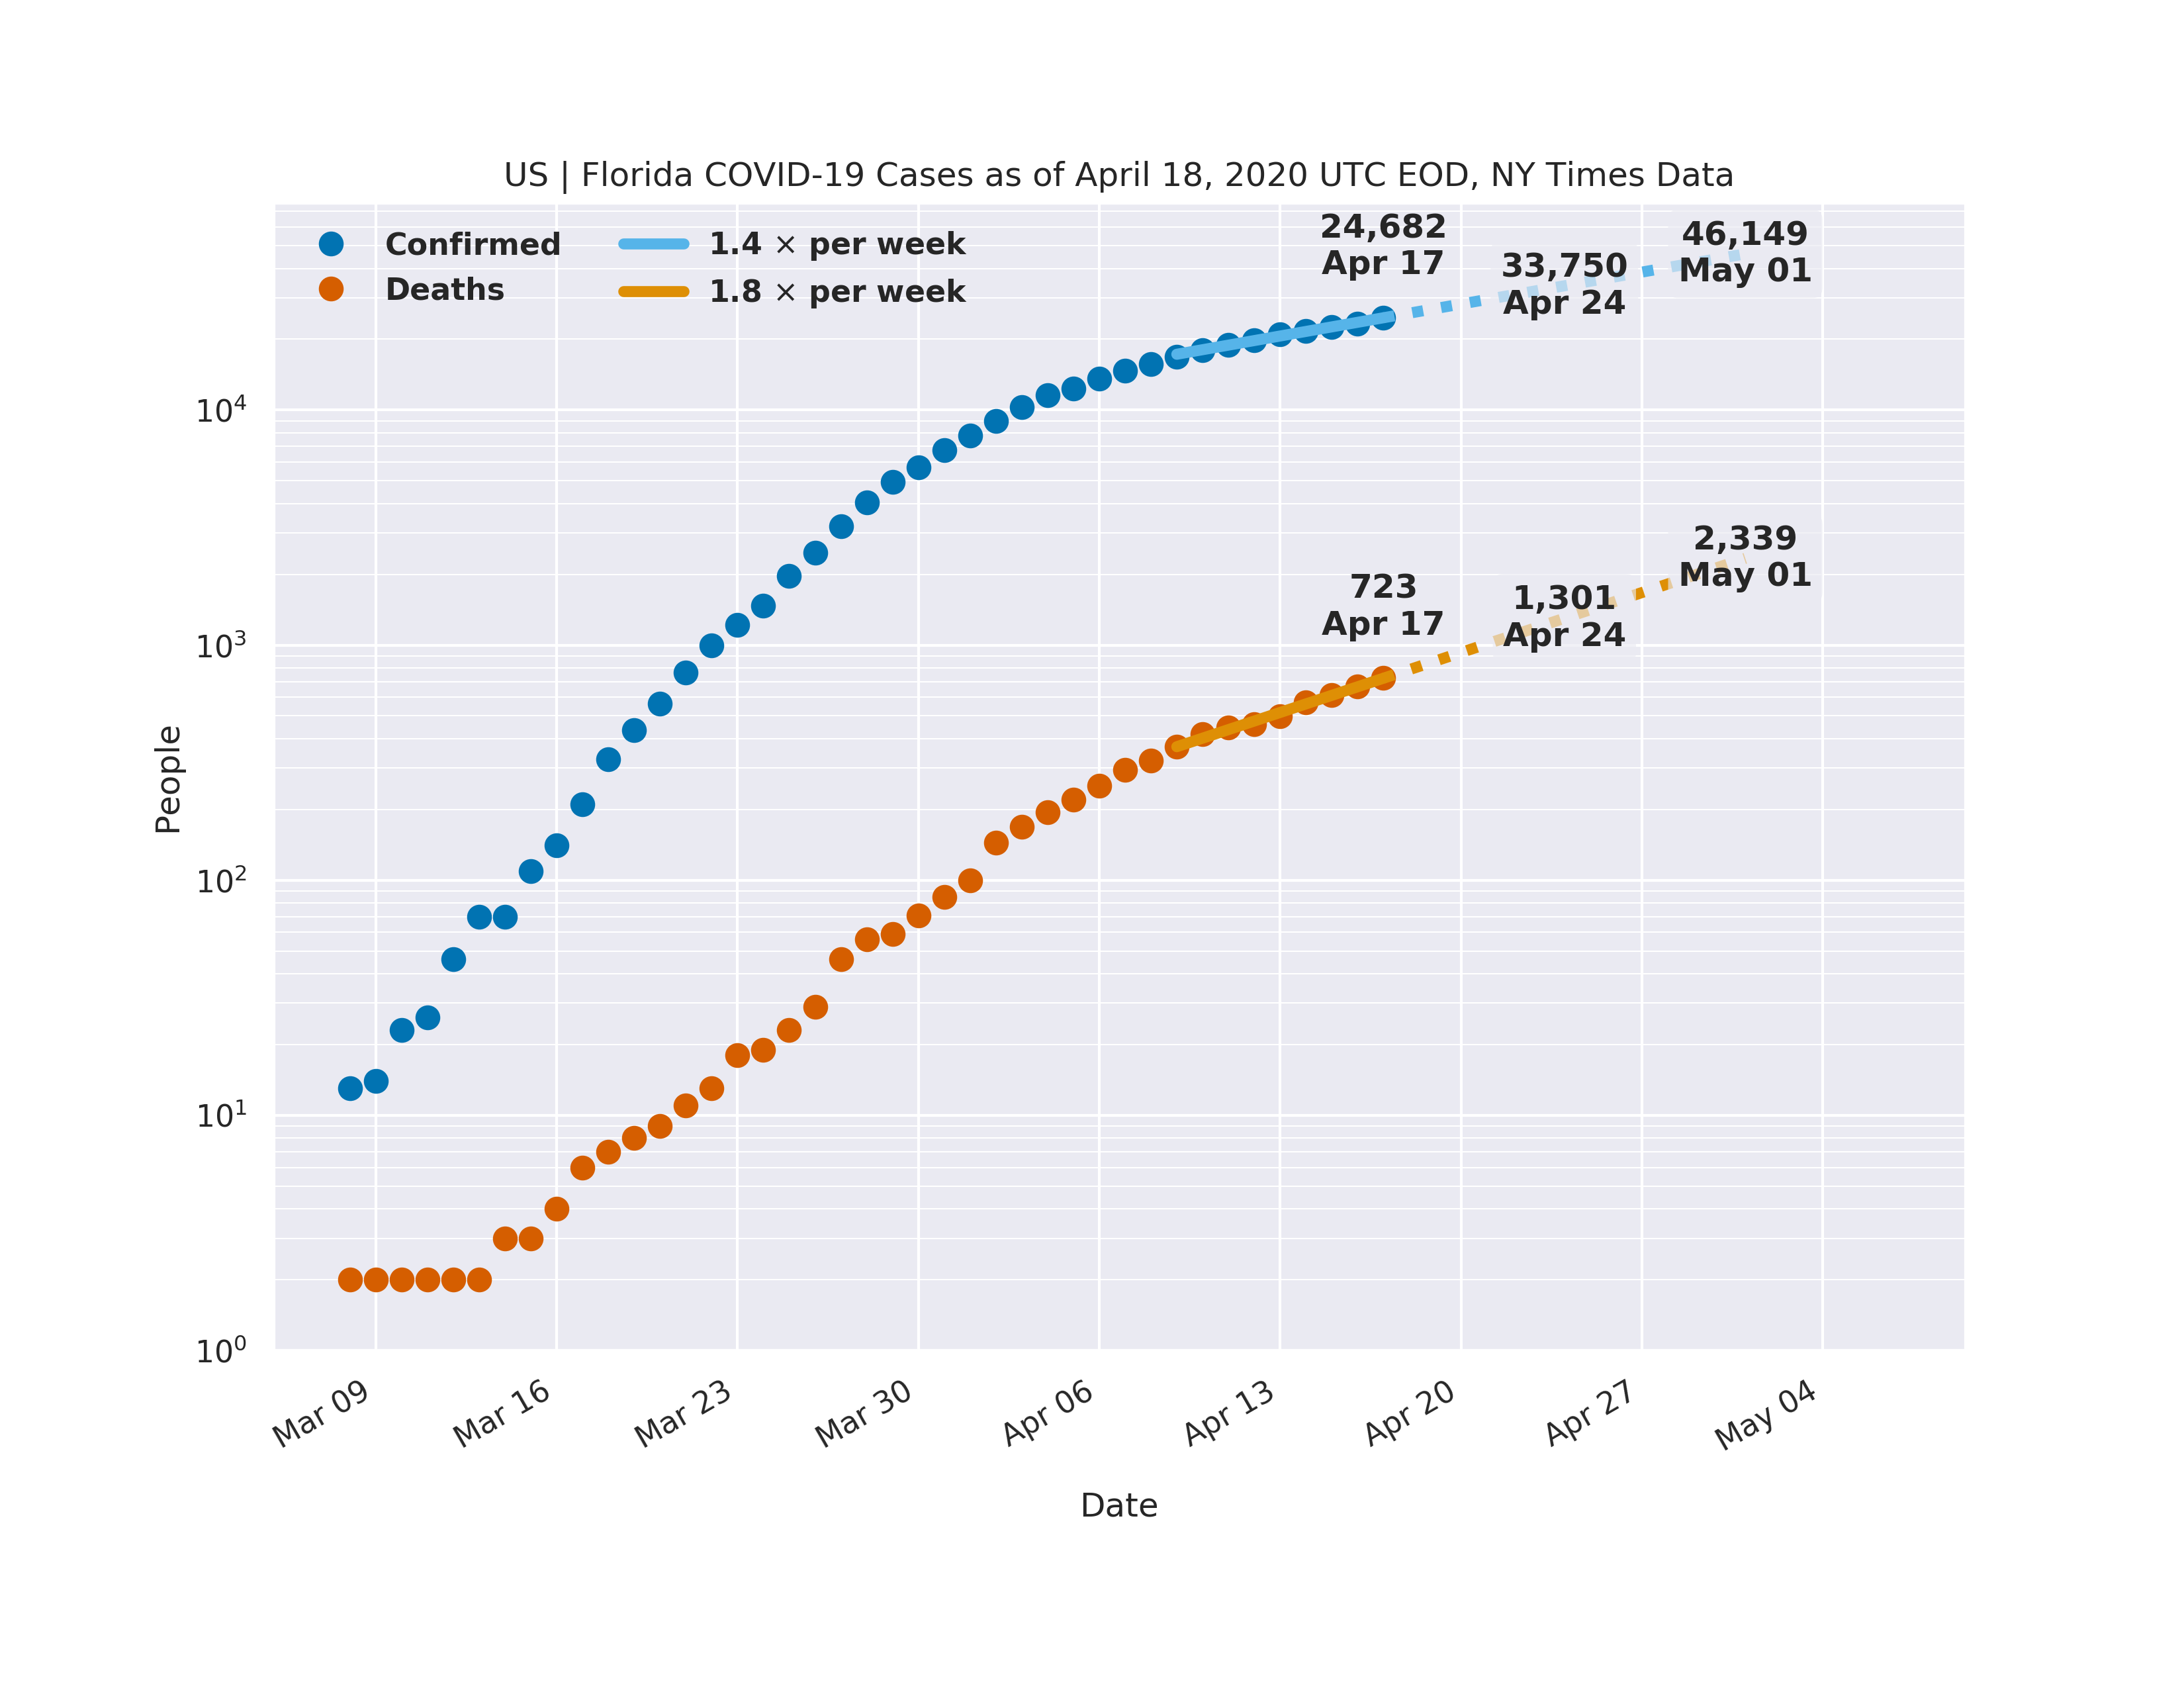 US | Florida COVID-19 Cases as of April 18, 2020 UTC EOD, NY Times Data
Confirmed
Deaths
1.4 × per week
1.8 × per week
24,682
Apr 17
33,750
Apr 24
46,149
May 01
723
Apr 17
1,301
Apr 24
2,339
May 01
People
10⁴
10³
10²
10¹
10⁰
Mar 09
Mar 16
Mar 23
Mar 30
Apr 06
Apr 13
Apr 20
Apr 27
May 04
Date